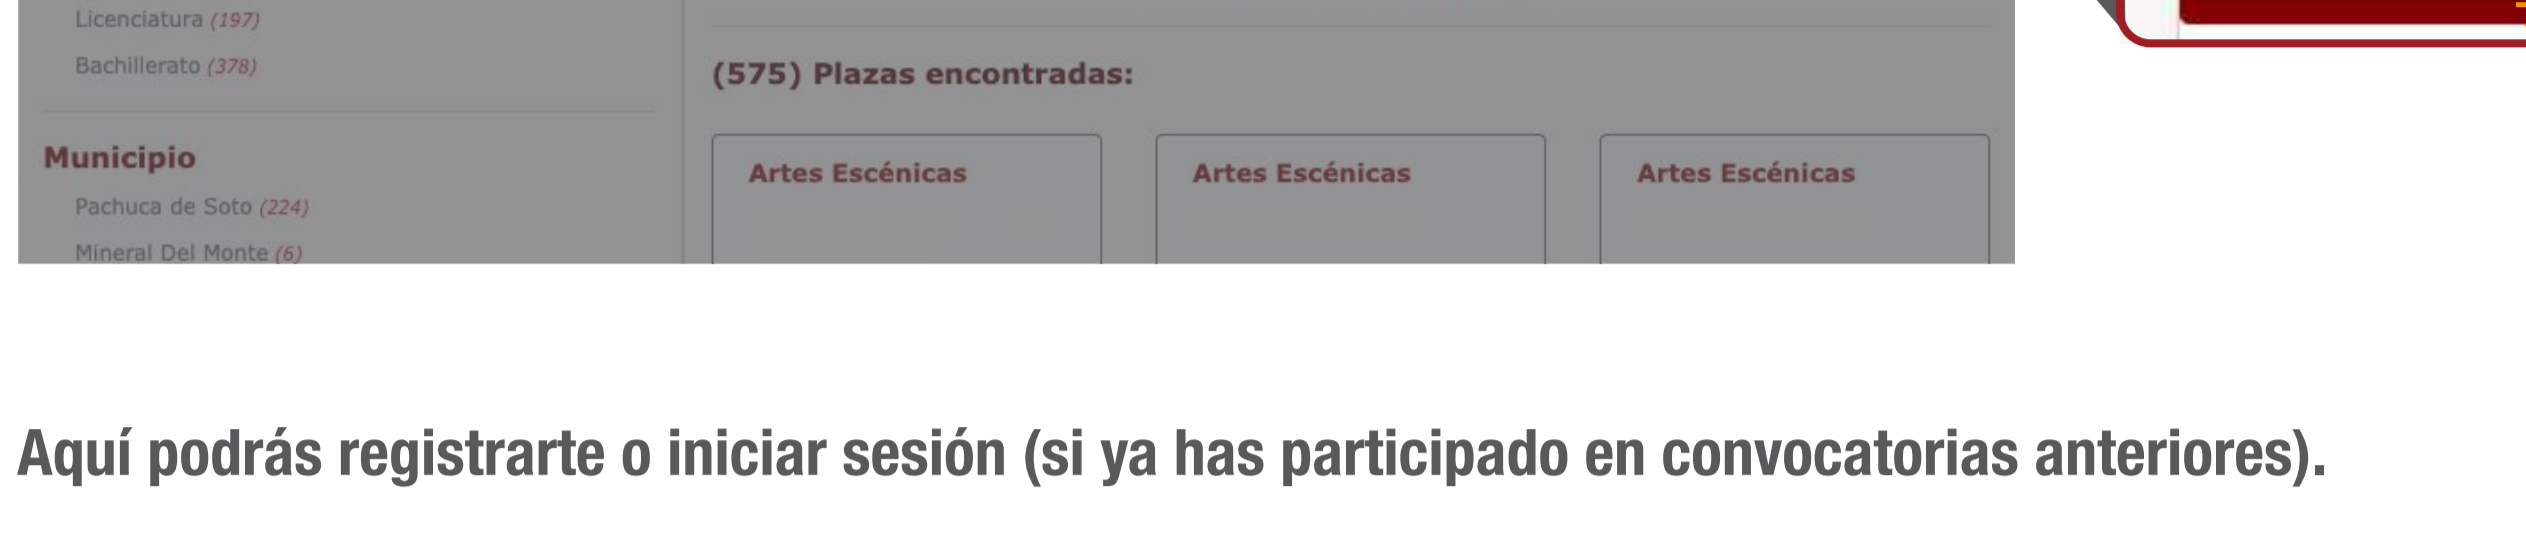 Licenciatura (197)
Bachillerato (378)
Municipio
Pachuca de Soto (224)
Mineral Del Monte (6)
(575) Plazas encontradas:
Artes Escénicas
Artes Escénicas
Artes Escénicas
Aquí podrás registrarte o iniciar sesión (si ya has participado en convocatorias anteriores).